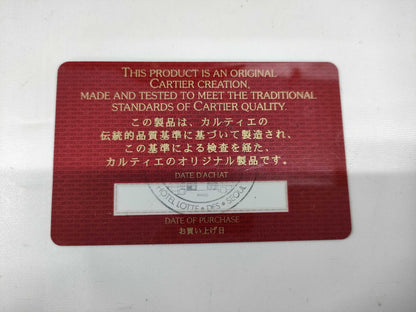 THIS PRODUCT IS AN ORIGINAL
CARTIER CREATION,
MADE AND TESTED TO MEET THE TRADITIONAL
STANDARDS OF CARTIER QUALITY.
この製品は、カルティエの
伝統的品質基準に基づいて製造され、
この基準による検査を経た、
カルティエのオリジナル製品です。
DATE D'ACHAT
HOTEL LOTTE • DFS •
DATE OF PURCHASE
お買い上げ日